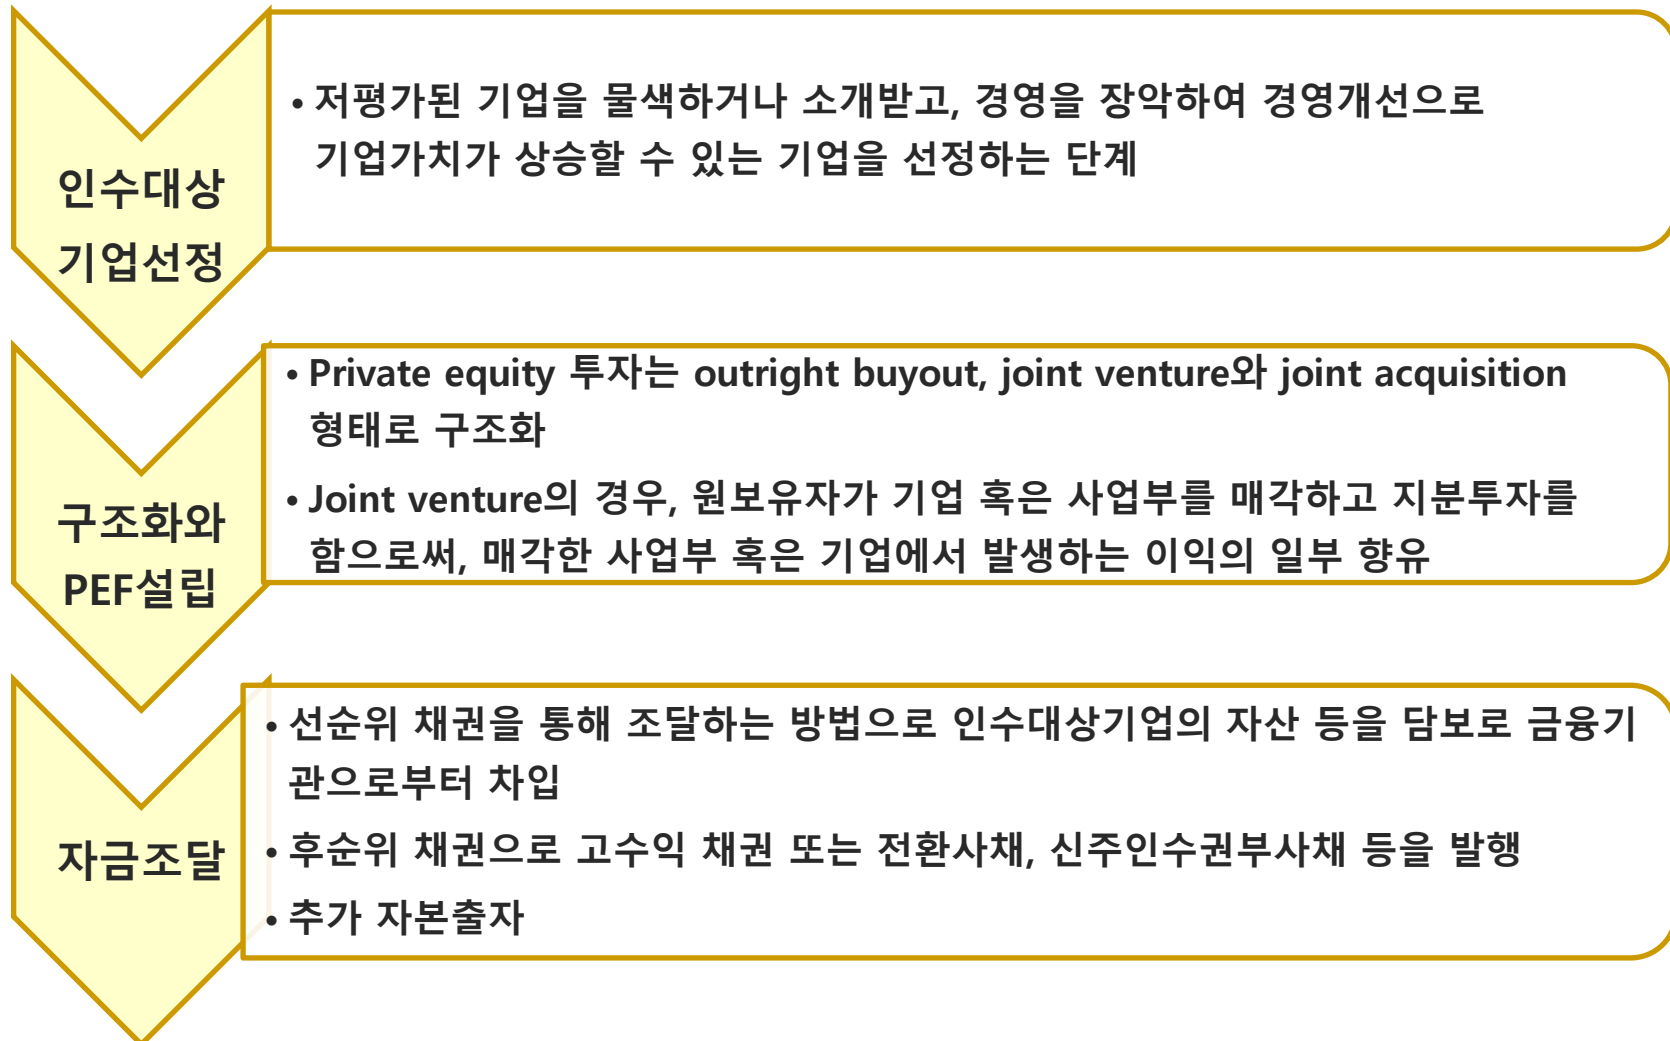 인수대상
기업선정
• 저평가된 기업을 물색하거나 소개받고, 경영을 장악하여 경영개선으로
기업가치가 상승할 수 있는 기업을 선정하는 단계
구조화와
PEF설립
• Private equity 투자는 outright buyout, joint venture와 joint acquisition
형태로 구조화
• Joint venture의 경우, 원보유자가 기업 혹은 사업부를 매각하고 지분투자를
함으로써, 매각한 사업부 혹은 기업에서 발생하는 이익의 일부 향유
자금조달
• 선순위 채권을 통해 조달하는 방법으로 인수대상기업의 자산 등을 담보로 금융기
관으로부터 차입
• 후순위 채권으로 고수익 채권 또는 전환사채, 신주인수권부사채 등을 발행
• 추가 자본출자